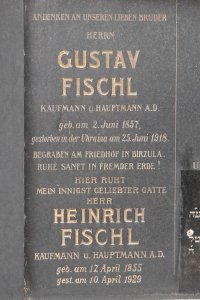 ANDENKEN AN UNSEREN LIEBEN BRUDER
HERRN
GUSTAV
FISCHL
KAUFMANN U. HAUPTMANN A.D.
geb. am 2. Juni 1857,
gestorben in der Ukraina am 25. Juni 1918
BEGRABEN AM FRIEDHOF IN BIRZULA.
RUHE SANFT IN FREMDER ERDE!
HIER RUHT
MEIN INNIGST GELIEBTER GATTE
HERR
HEINRICH
FISCHL
KAUFMANN U. HAUPTMANN A.D.
geb. am 17. April 1855
gest. am 10. April 1929